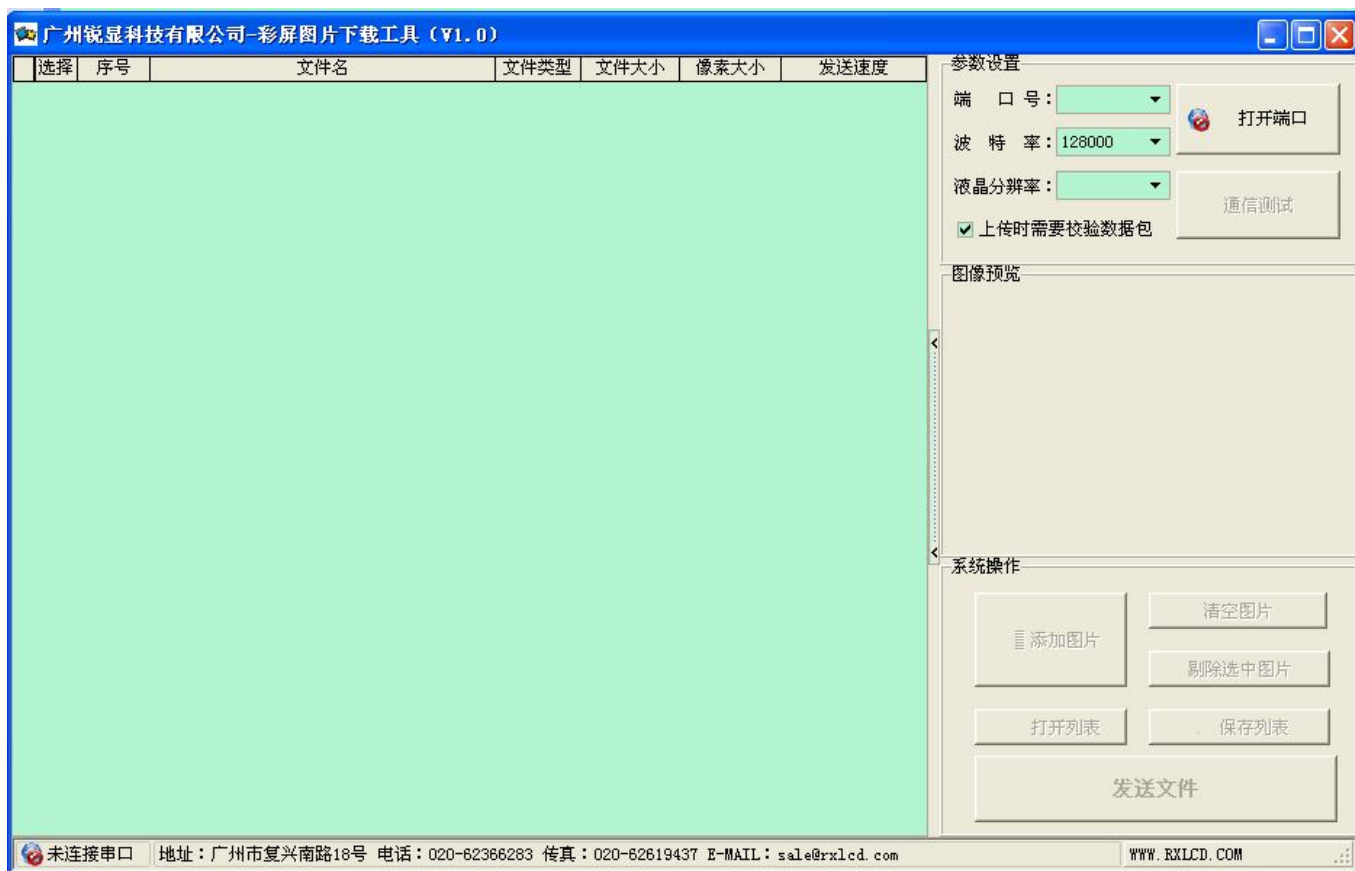 广州锐显科技有限公司-彩屏图片下载工具（V1.0）
选择 序号 文件名 文件类型 文件大小 像素大小 发送速度
参数设置
端 口 号：
打开端口
波 特 率：128000
液晶分辨率：
通信测试
上传时需要校验数据包
图像预览
系统操作
添加图片
清空图片
剔除选中图片
打开列表
保存列表
发送文件
未连接串口 地址：广州市复兴南路18号 电话：020-62366283 传真：020-62619437 E-MAIL：sale@rxlcd.com WWW.RXLCD.COM